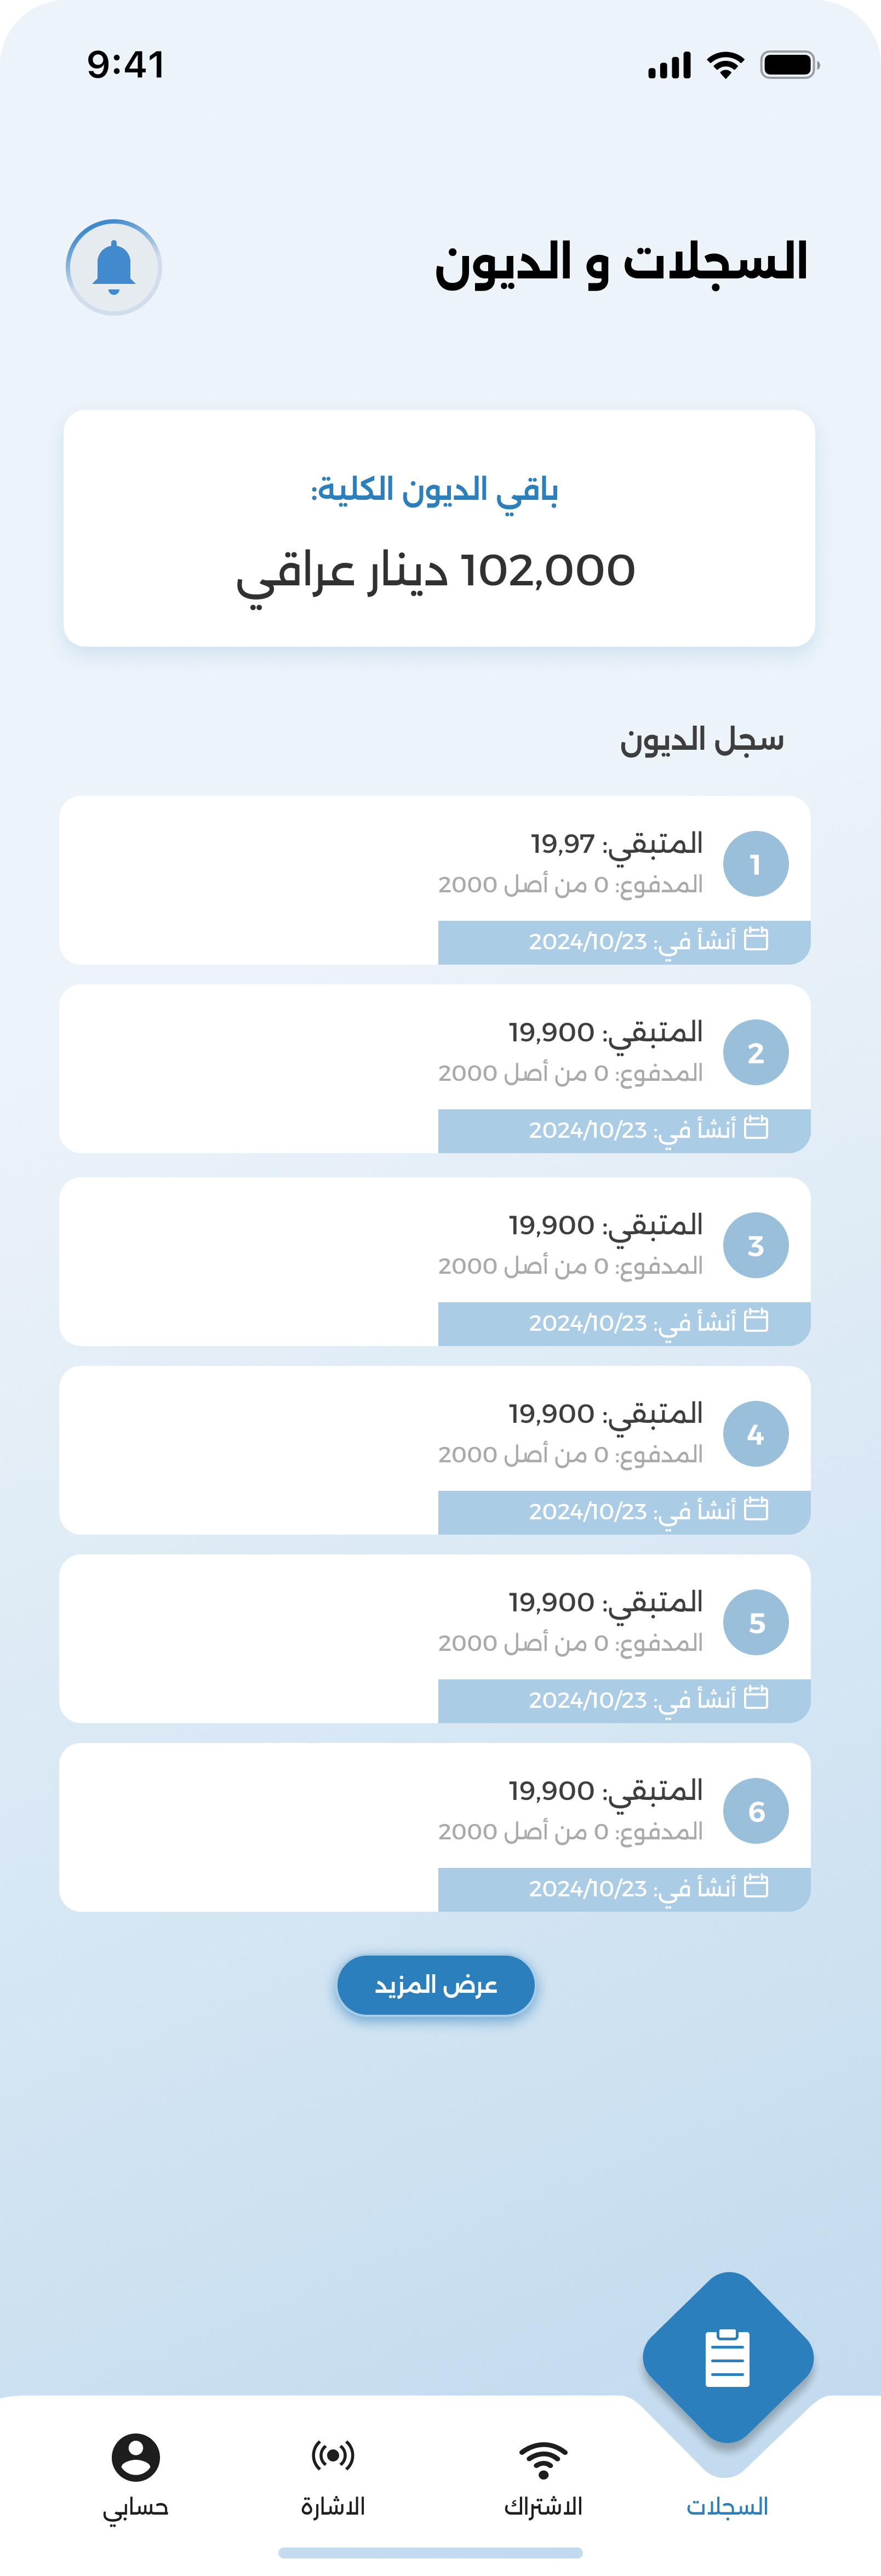 9:41
السجلات و الديون
باقي الديون الكلية:
102,000 دينار عراقي
سجل الديون
1
المتبقي: 19,97
المدفوع: 0 من أصل 2000
أنشأ في: 2024/10/23
2
المتبقي: 19,900
المدفوع: 0 من أصل 2000
أنشأ في: 2024/10/23
3
المتبقي: 19,900
المدفوع: 0 من أصل 2000
أنشأ في: 2024/10/23
4
المتبقي: 19,900
المدفوع: 0 من أصل 2000
أنشأ في: 2024/10/23
5
المتبقي: 19,900
المدفوع: 0 من أصل 2000
أنشأ في: 2024/10/23
6
المتبقي: 19,900
المدفوع: 0 من أصل 2000
أنشأ في: 2024/10/23
عرض المزيد
السجلات
الاشتراك
الاشارة
حسابي